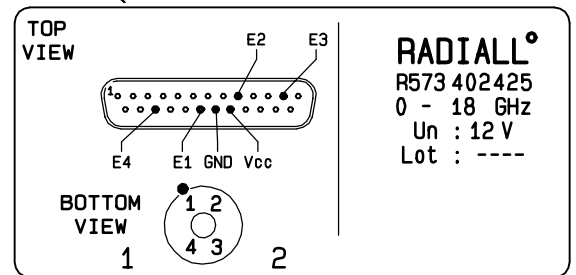 TOP
VIEW
E2
E3
1
E4
E1
GND
Vcc
BOTTOM
VIEW
1 2
4 3
1
2
RADIALL°
R573 402425
0 - 18 GHz
Un : 12 V
Lot : ----